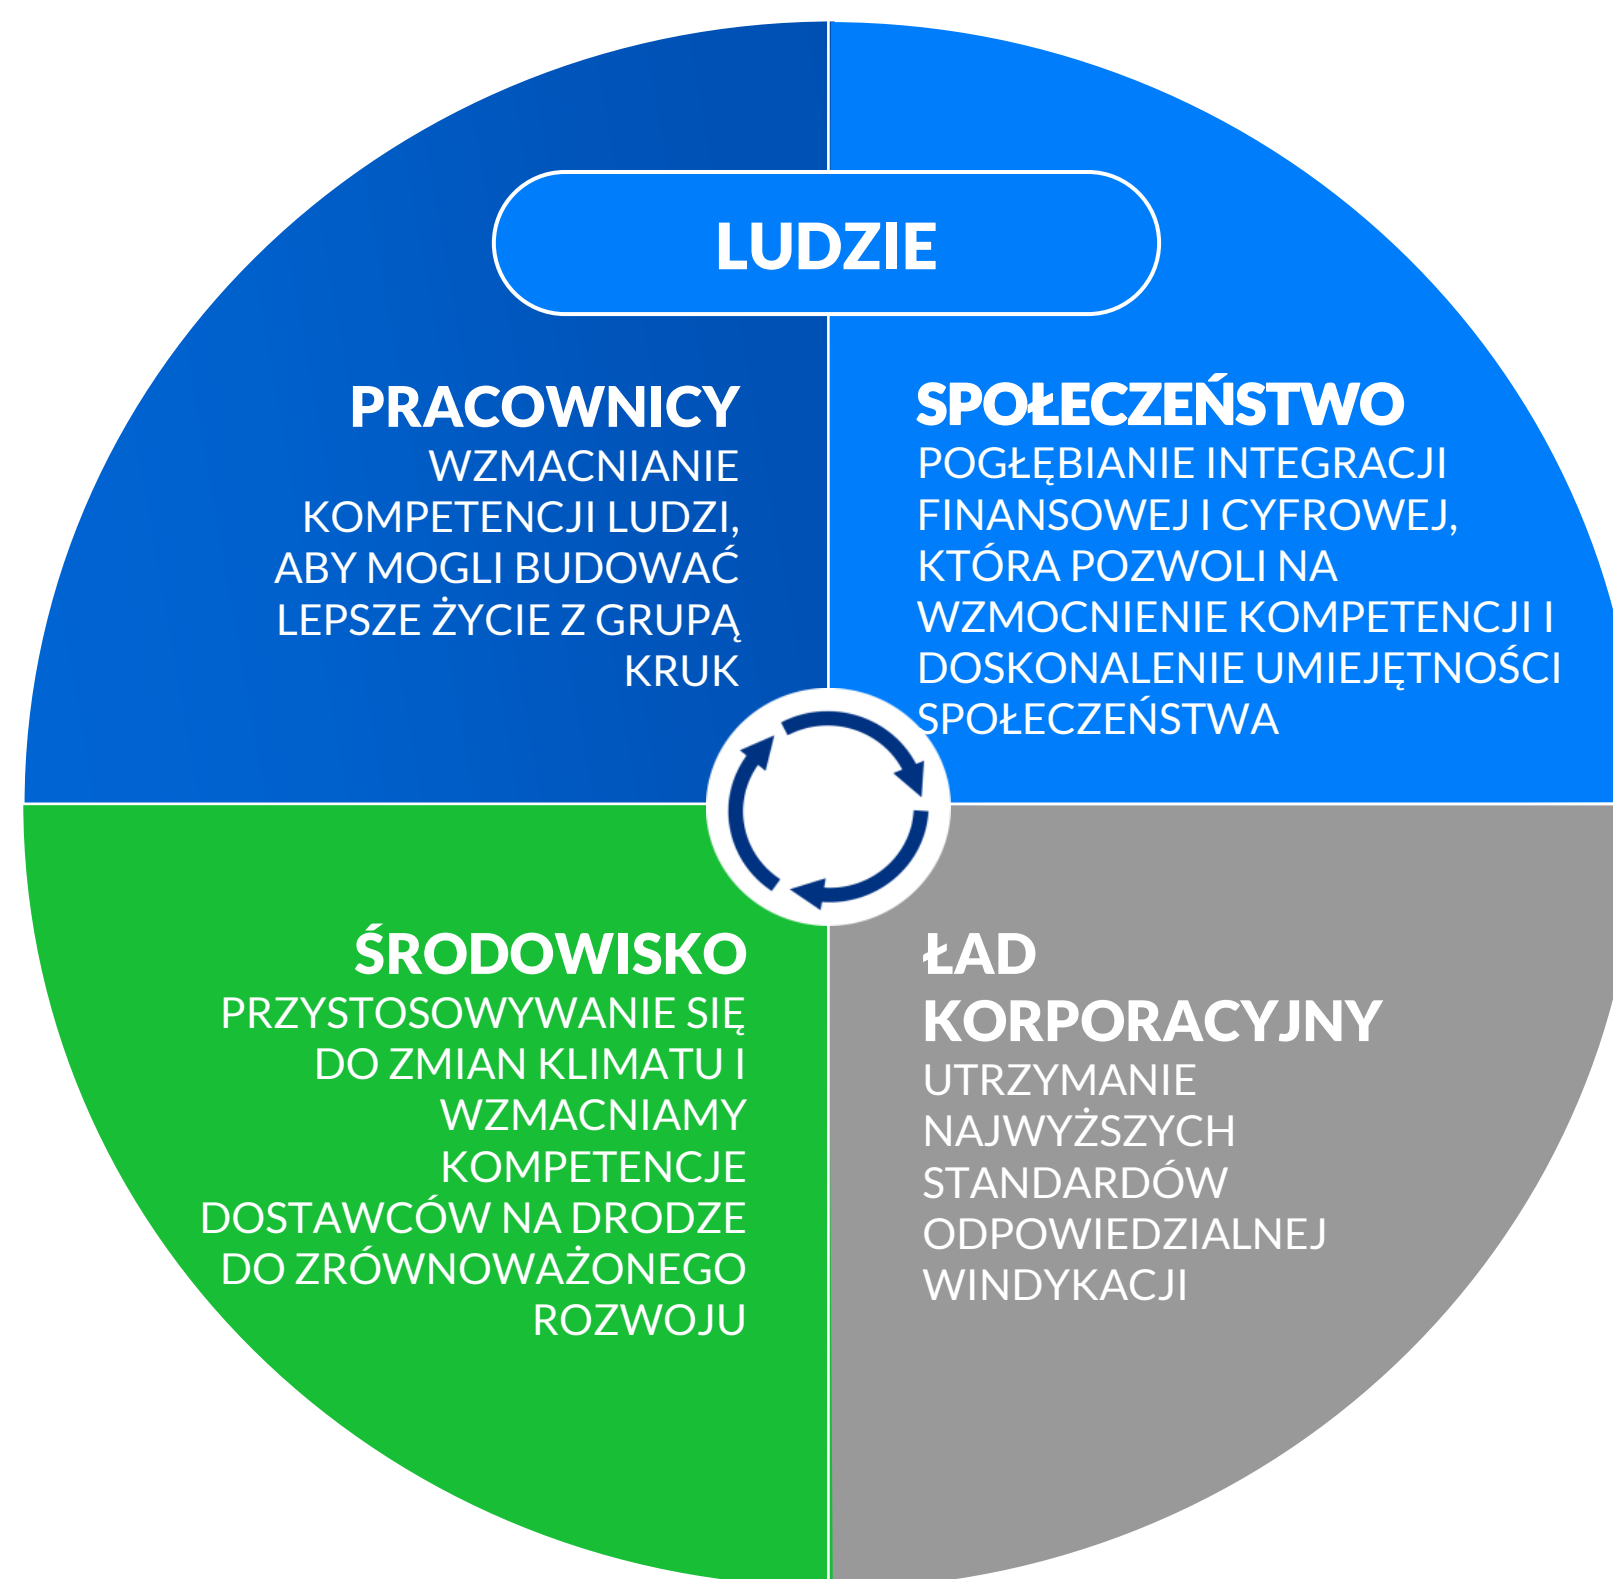 LUDZIE
PRACOWNICY
WZMACNIANIE
KOMPETENCJI LUDZI,
ABY MOGLI BUDOWAĆ
LEPSZE ŻYCIE Z GRUPĄ
KRUK
SPOŁECZEŃSTWO
POGŁĘBIANIE INTEGRACJI
FINANSOWEJ I CYFROWEJ,
KTÓRA POZWOLI NA
WZMOCNIENIE KOMPETENCJI I
DOSKONALENIE UMIEJĘTNOŚCI
SPOŁECZEŃSTWA
ŚRODOWISKO
PRZYSTOSOWYWANIE SIĘ
DO ZMIAN KLIMATU I
WZMACNIAMY
KOMPETENCJE
DOSTAWCÓW NA DRODZE
DO ZRÓWNOWAŻONEGO
ROZWOJU
ŁAD
KORPORACYJNY
UTRZYMANIE
NAJWYŻSZYCH
STANDARDÓW
ODPOWIEDZIALNEJ
WINDYKACJI